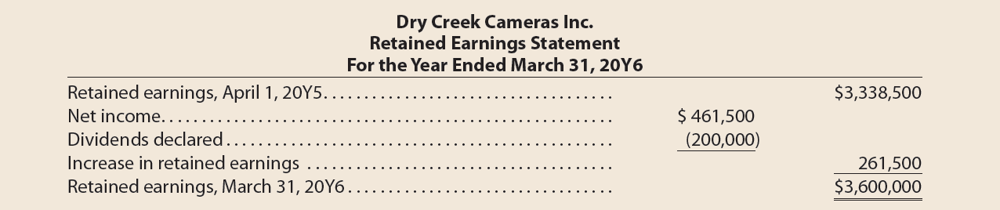 Dry Creek Cameras Inc.
Retained Earnings Statement
For the Year Ended March 31, 20Y6
Retained earnings, April 1, 20Y5. . . . . . . . . . . . . . . . . . . . . . . . . . . . . . . . . . . . $3,338,500
Net income. . . . . . . . . . . . . . . . . . . . . . . . . . . . . . . . . . . . . . . . . . . . . . . . . . . . . . . . $ 461,500
Dividends declared . . . . . . . . . . . . . . . . . . . . . . . . . . . . . . . . . . . . . . . . . . . . . . . . (200,000)
Increase in retained earnings . . . . . . . . . . . . . . . . . . . . . . . . . . . . . . . . . . . . . . 261,500
Retained earnings, March 31, 20Y6 . . . . . . . . . . . . . . . . . . . . . . . . . . . . . . . . . $3,600,000